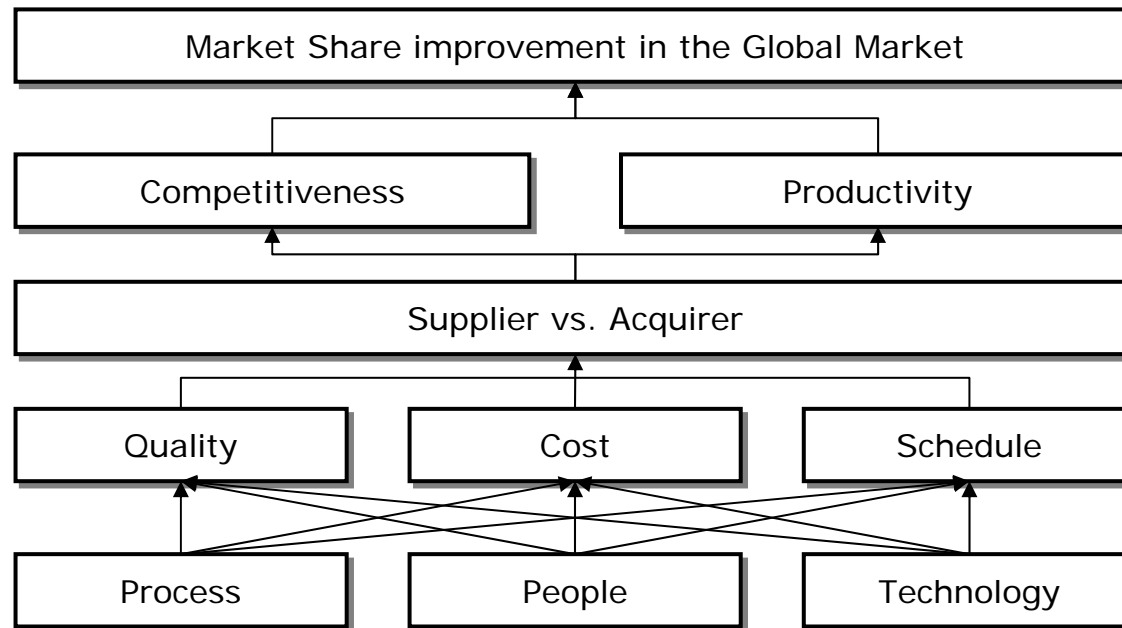 Market Share improvement in the Global Market
Competitiveness
Productivity
Supplier vs. Acquirer
Quality
Cost
Schedule
Process
People
Technology